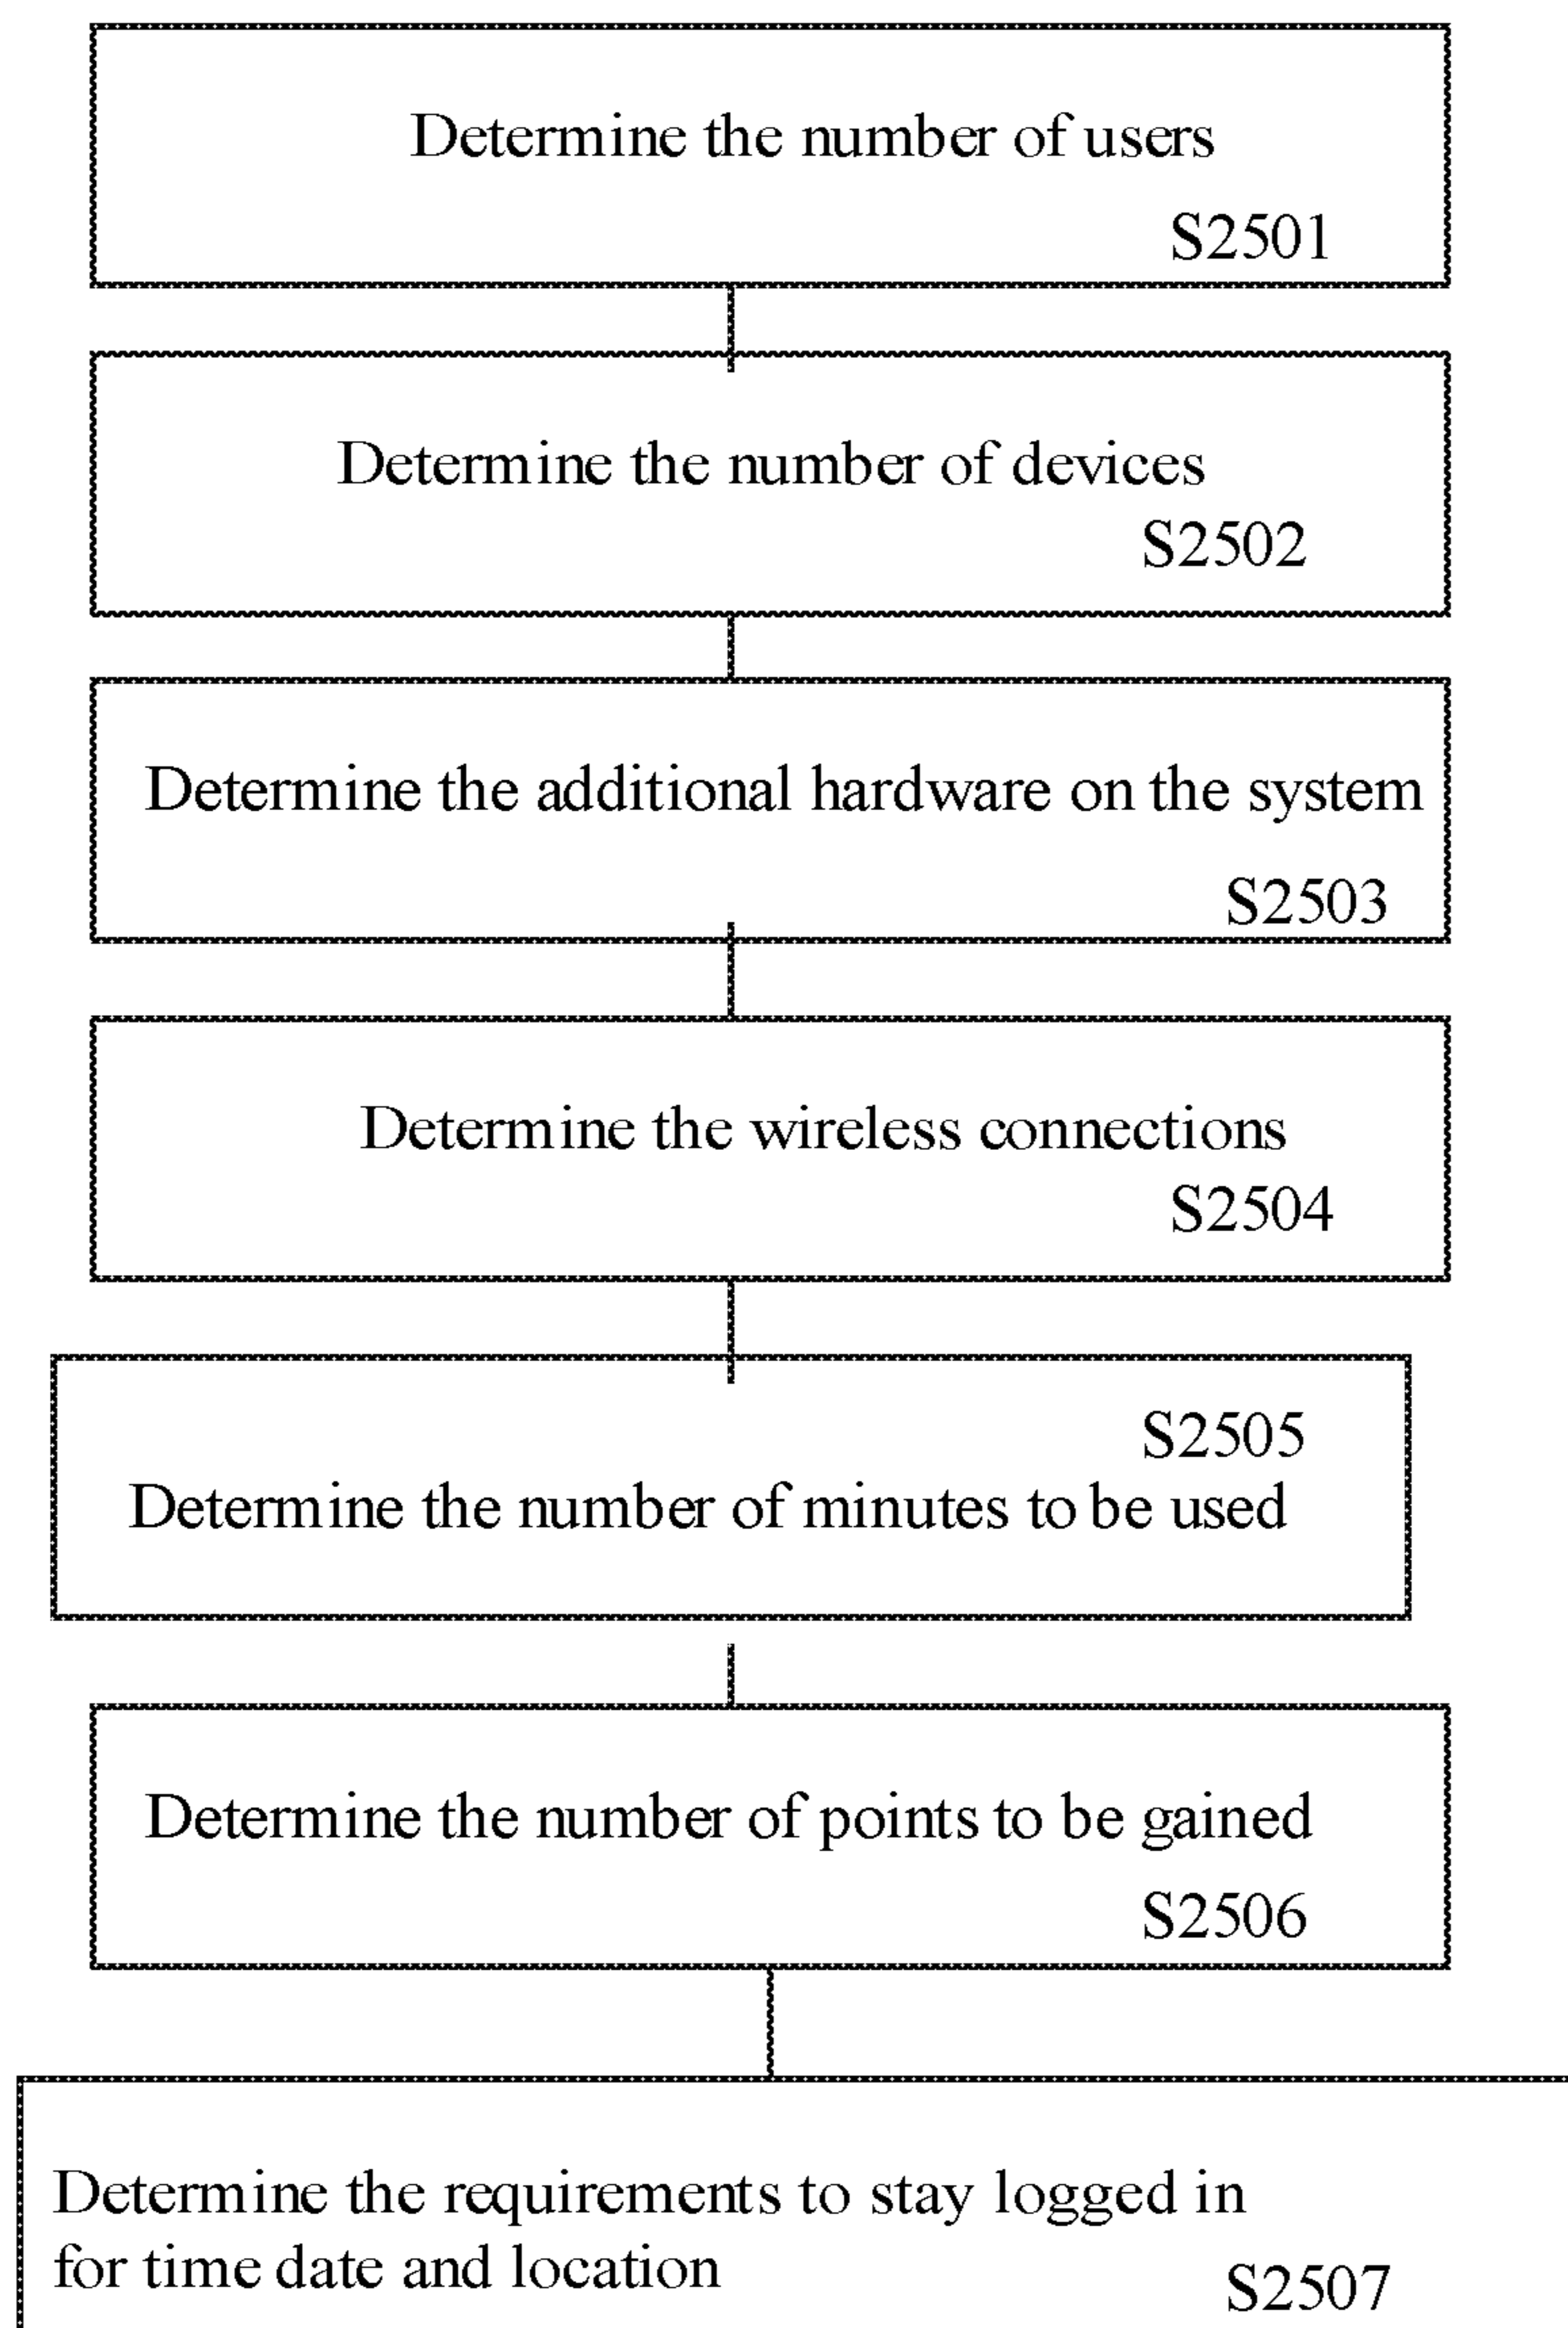 Determine the number of users
S2501
Determine the number of devices
S2502
Determine the additional hardware on the system
S2503
Determine the wireless connections
S2504
S2505
Determine the number of minutes to be used
Determine the number of points to be gained
S2506
Determine the requirements to stay logged in
for time date and location
S2507